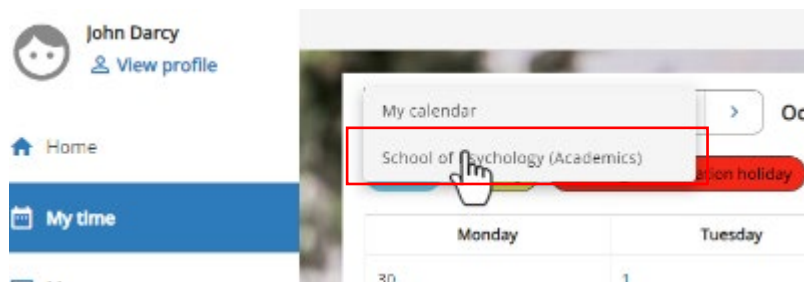 John Darcy
View profile
Home
My time
My calendar
School of Psychology (Academics)
holiday
Monday
Tuesday
30
1